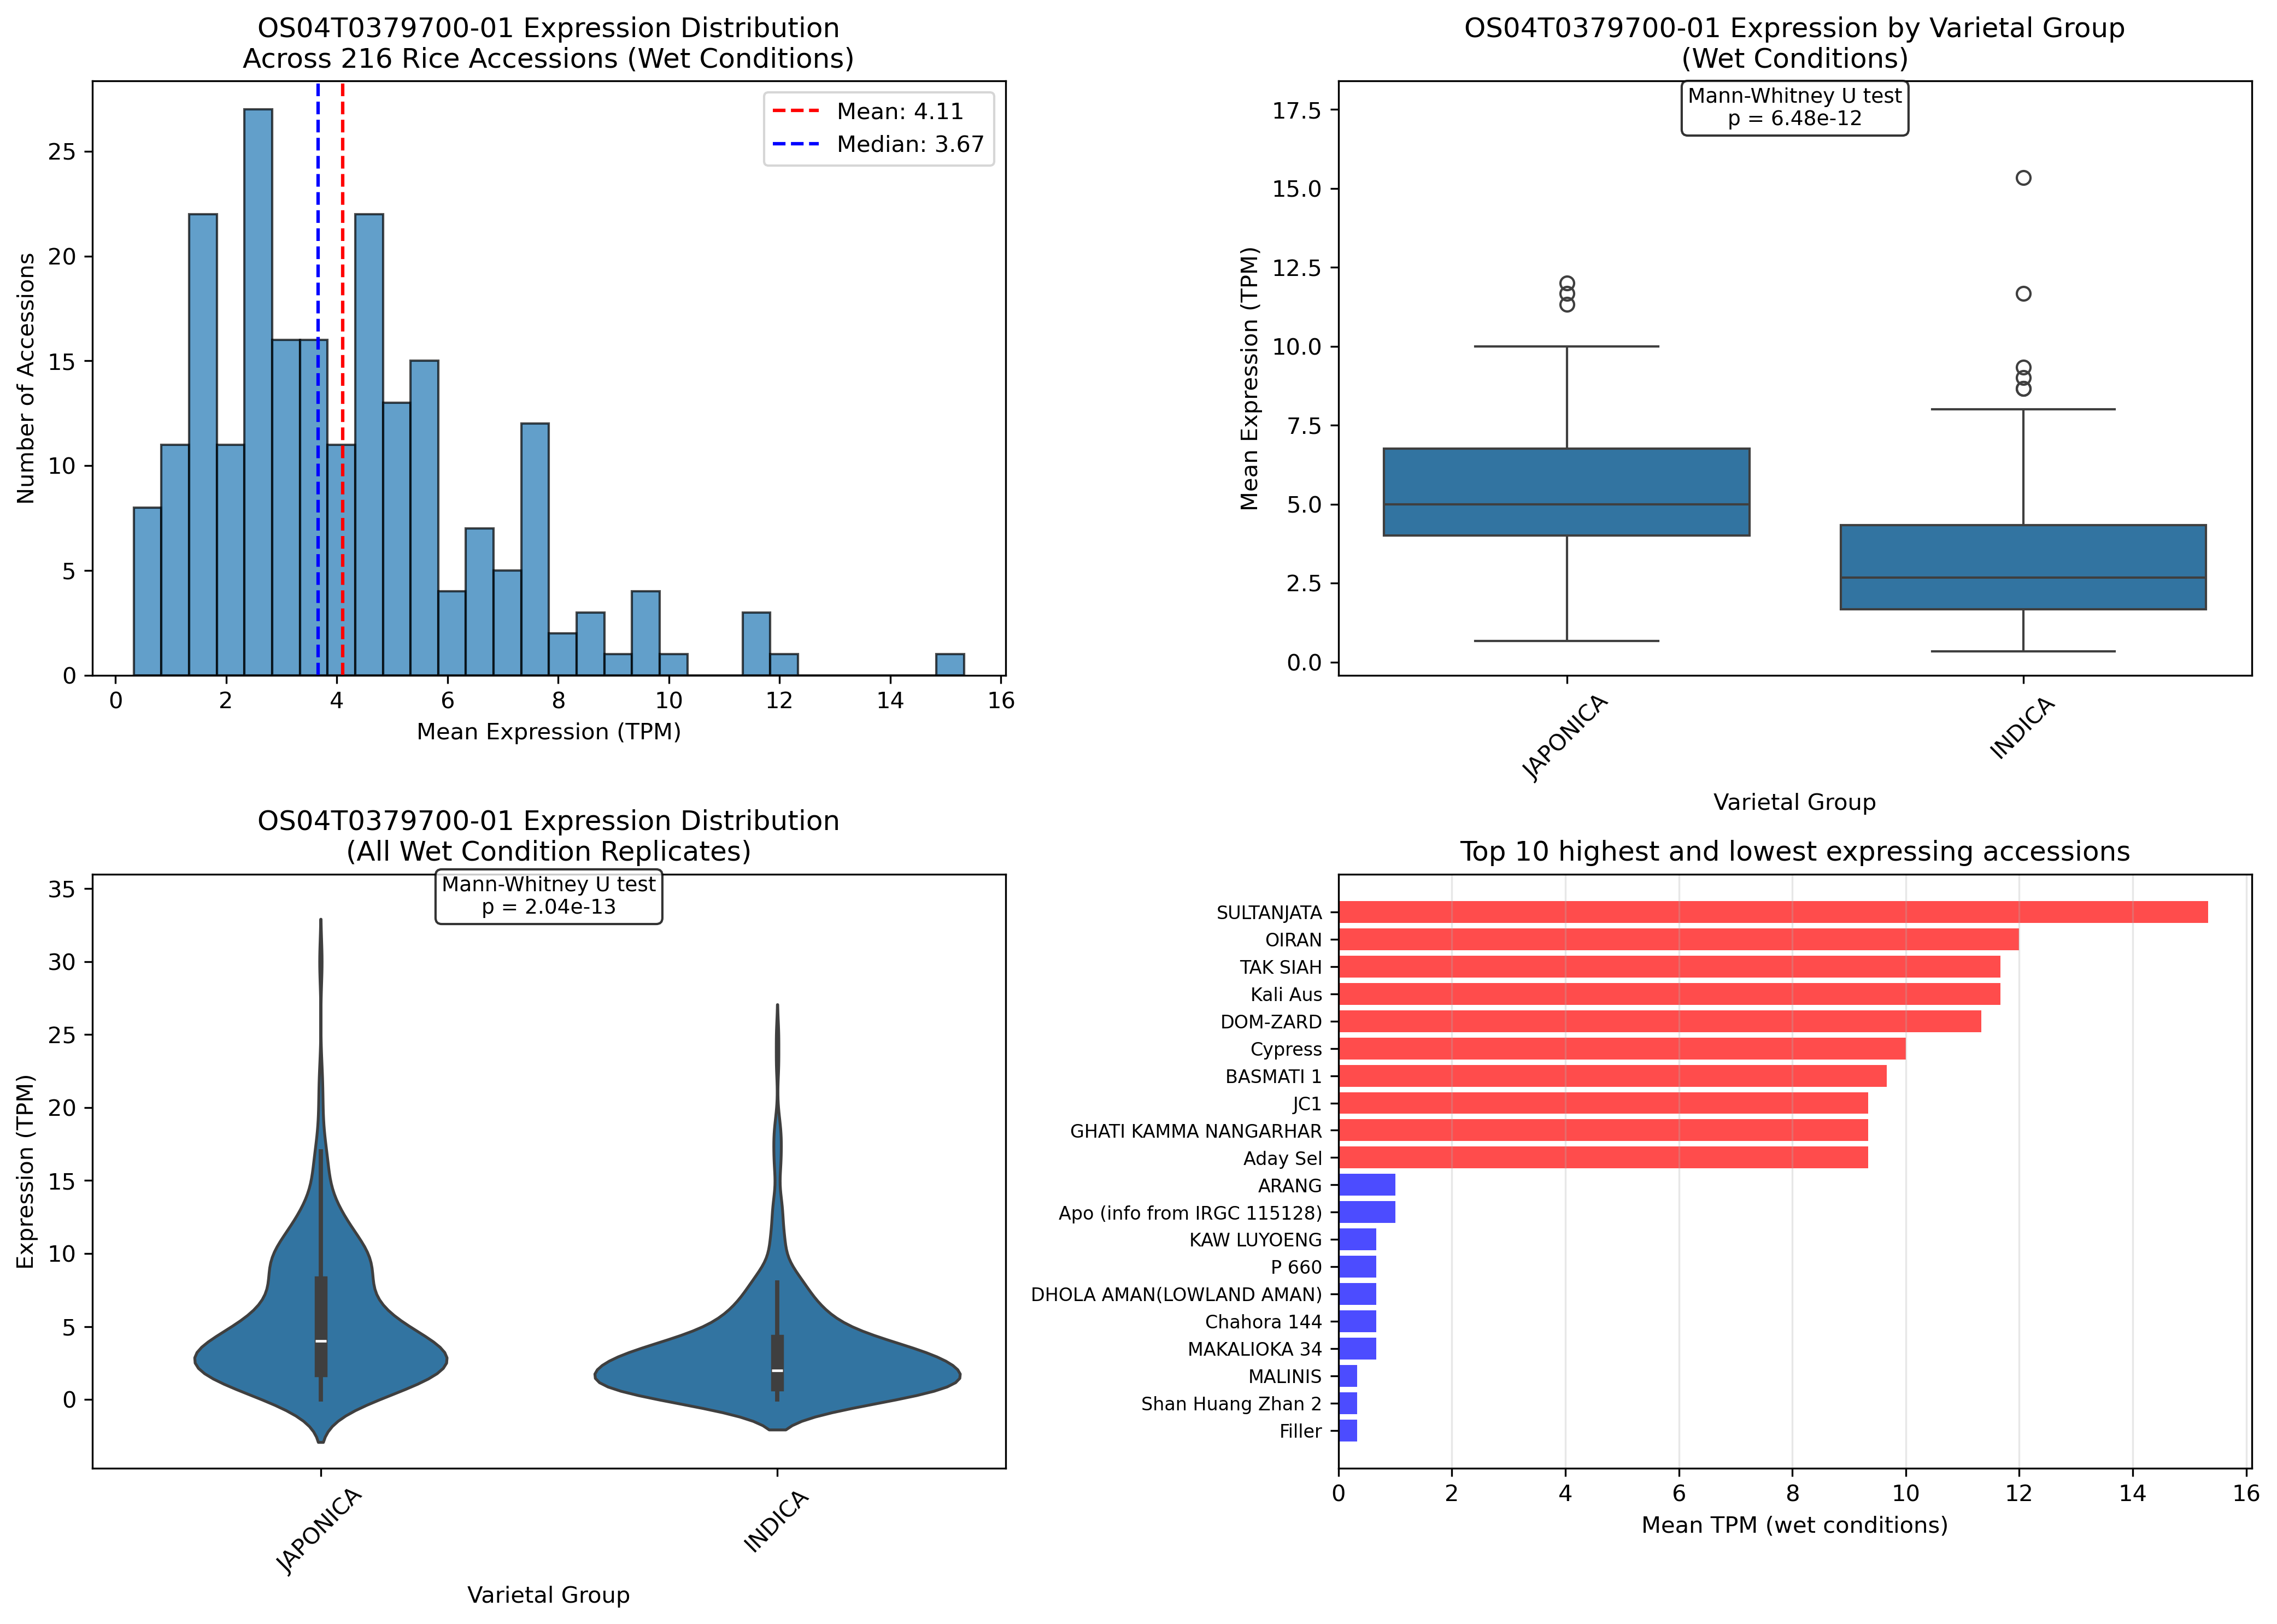 OS04T0379700-01 Expression Distribution
Across 216 Rice Accessions (Wet Conditions)
Mean: 4.11
Median: 3.67
25
20
15
10
5
0
Number of Accessions
0 2 4 6 8 10 12 14 16
Mean Expression (TPM)
OS04T0379700-01 Expression by Varietal Group
(Wet Conditions)
Mann-Whitney U test
p = 6.48e-12
17.5
15.0
12.5
10.0
7.5
5.0
2.5
0.0
Mean Expression (TPM)
JAPONICA INDICA
Varietal Group
OS04T0379700-01 Expression Distribution
(All Wet Condition Replicates)
Mann-Whitney U test
p = 2.04e-13
35
30
25
20
15
10
5
0
Expression (TPM)
JAPONICA INDICA
Varietal Group
Top 10 highest and lowest expressing accessions
SULTANJATA
OIRAN
TAK SIAH
Kali Aus
DOM-ZARD
Cypress
BASMATI 1
JC1
GHATI KAMMA NANGARHAR
Aday Sel
ARANG
Apo (info from IRGC 115128)
KAW LUYOENG
P 660
DHOLA AMAN(LOWLAND AMAN)
Chahora 144
MAKALIOKA 34
MALINIS
Shan Huang Zhan 2
Filler
0 2 4 6 8 10 12 14 16
Mean TPM (wet conditions)